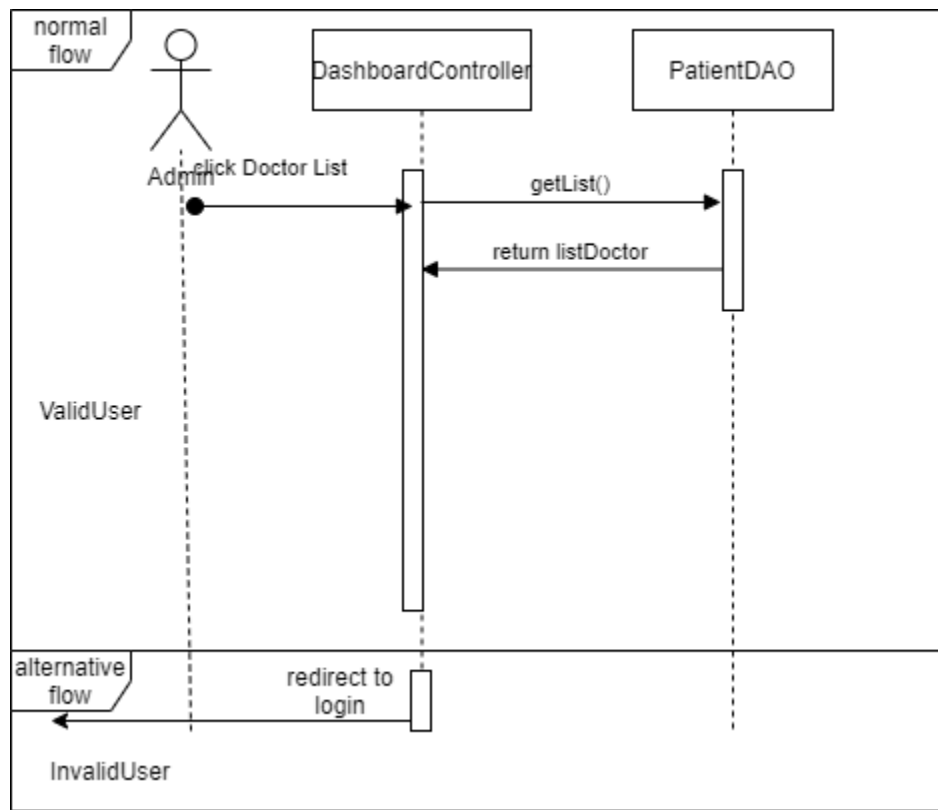 normal
flow
DashboardController
PatientDAO
Admin
click Doctor List
getList()
return listDoctor
ValidUser
alternative
flow
redirect to
login
InvalidUser